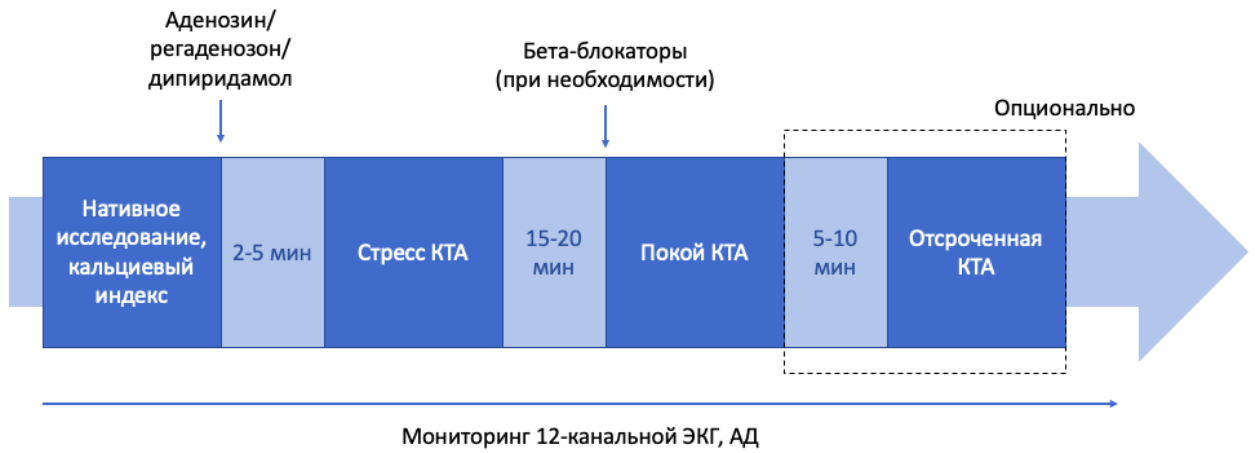 Аденозин/
регаденозон/
дипиридамол
Бета-блокаторы
(при необходимости)
Опционально
Нативное
исследование,
кальциевый
индекс
2-5 мин
Стресс КТА
15-20
мин
Покой КТА
5-10
мин
Отсроченная
КТА
Мониторинг 12-канальной ЭКГ, АД